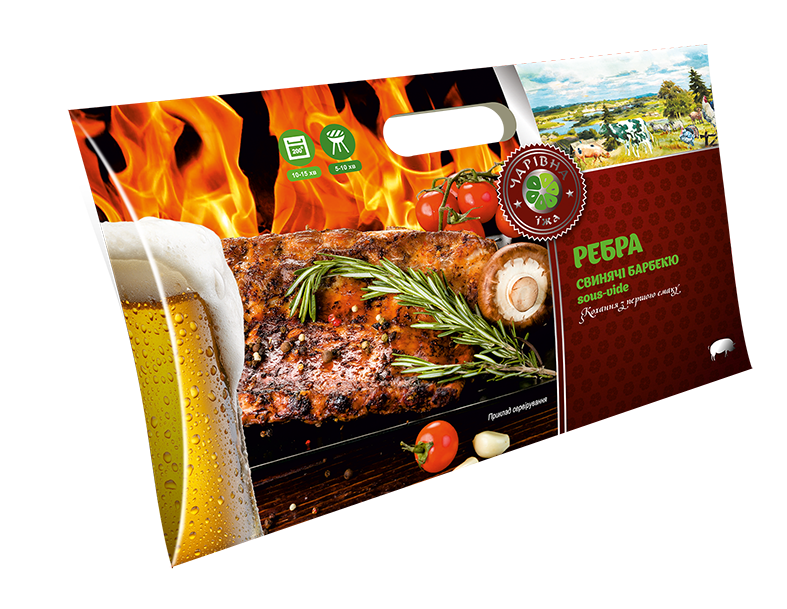 200°
10-15 хв
5-10 хв
ЧАРІВНА
їжа
РЕБРА
СВИНЯЧІ БАРБЕКЮ
sous-vide
Кохання з першого смаку
Приклад сервірування